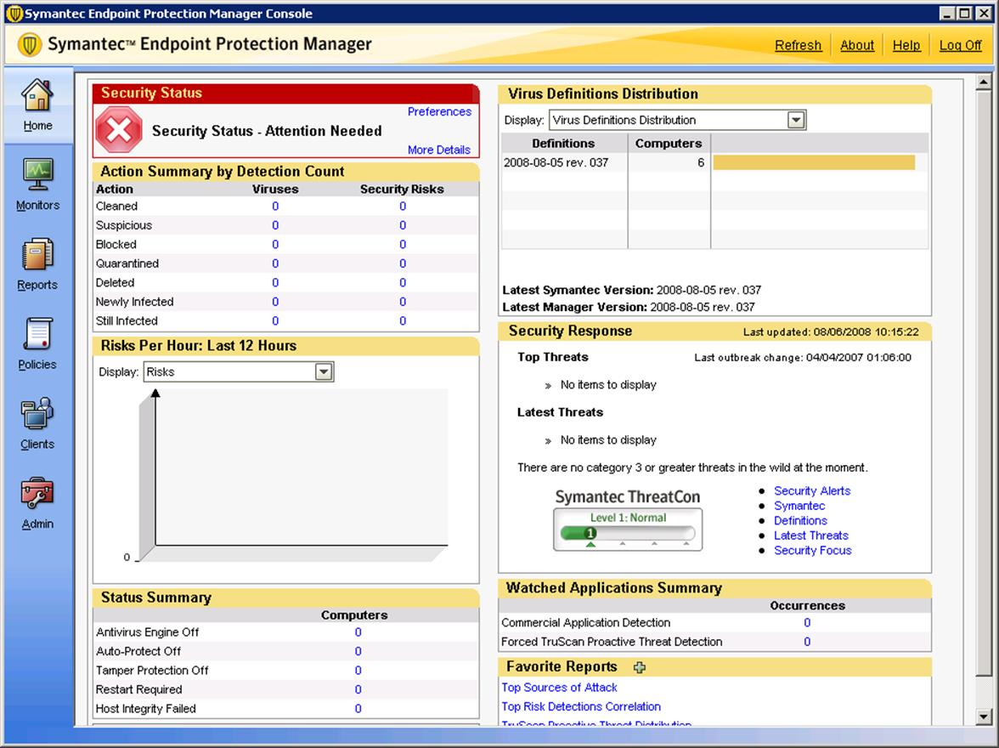 Symantec Endpoint Protection Manager Console
Symantec™ Endpoint Protection Manager
Refresh About Help Log Off
Home
Monitors
Reports
Policies
Clients
Admin
Security Status
Preferences
Security Status - Attention Needed
More Details
Action Summary by Detection Count
Action Viruses Security Risks
Cleaned 0 0
Suspicious 0 0
Blocked 0 0
Quarantined 0 0
Deleted 0 0
Newly Infected 0 0
Still Infected 0 0
Risks Per Hour: Last 12 Hours
Display: Risks
0
Status Summary
Computers
Antivirus Engine Off 0
Auto-Protect Off 0
Tamper Protection Off 0
Restart Required 0
Host Integrity Failed 0
Virus Definitions Distribution
Display: Virus Definitions Distribution
Definitions Computers
2008-08-05 rev. 037 6
Latest Symantec Version: 2008-08-05 rev. 037
Latest Manager Version: 2008-08-05 rev. 037
Security Response Last updated: 08/06/2008 10:15:22
Top Threats Last outbreak change: 04/04/2007 01:06:00
» No items to display
Latest Threats
» No items to display
There are no category 3 or greater threats in the wild at the moment.
Symantec ThreatCon
Level 1: Normal
1
• Security Alerts
• Symantec
• Definitions
• Latest Threats
• Security Focus
Watched Applications Summary
Occurrences
Commercial Application Detection 0
Forced TruScan Proactive Threat Detection 0
Favorite Reports
Top Sources of Attack
Top Risk Detections Correlation
TruScan Proactive Threat Distribution